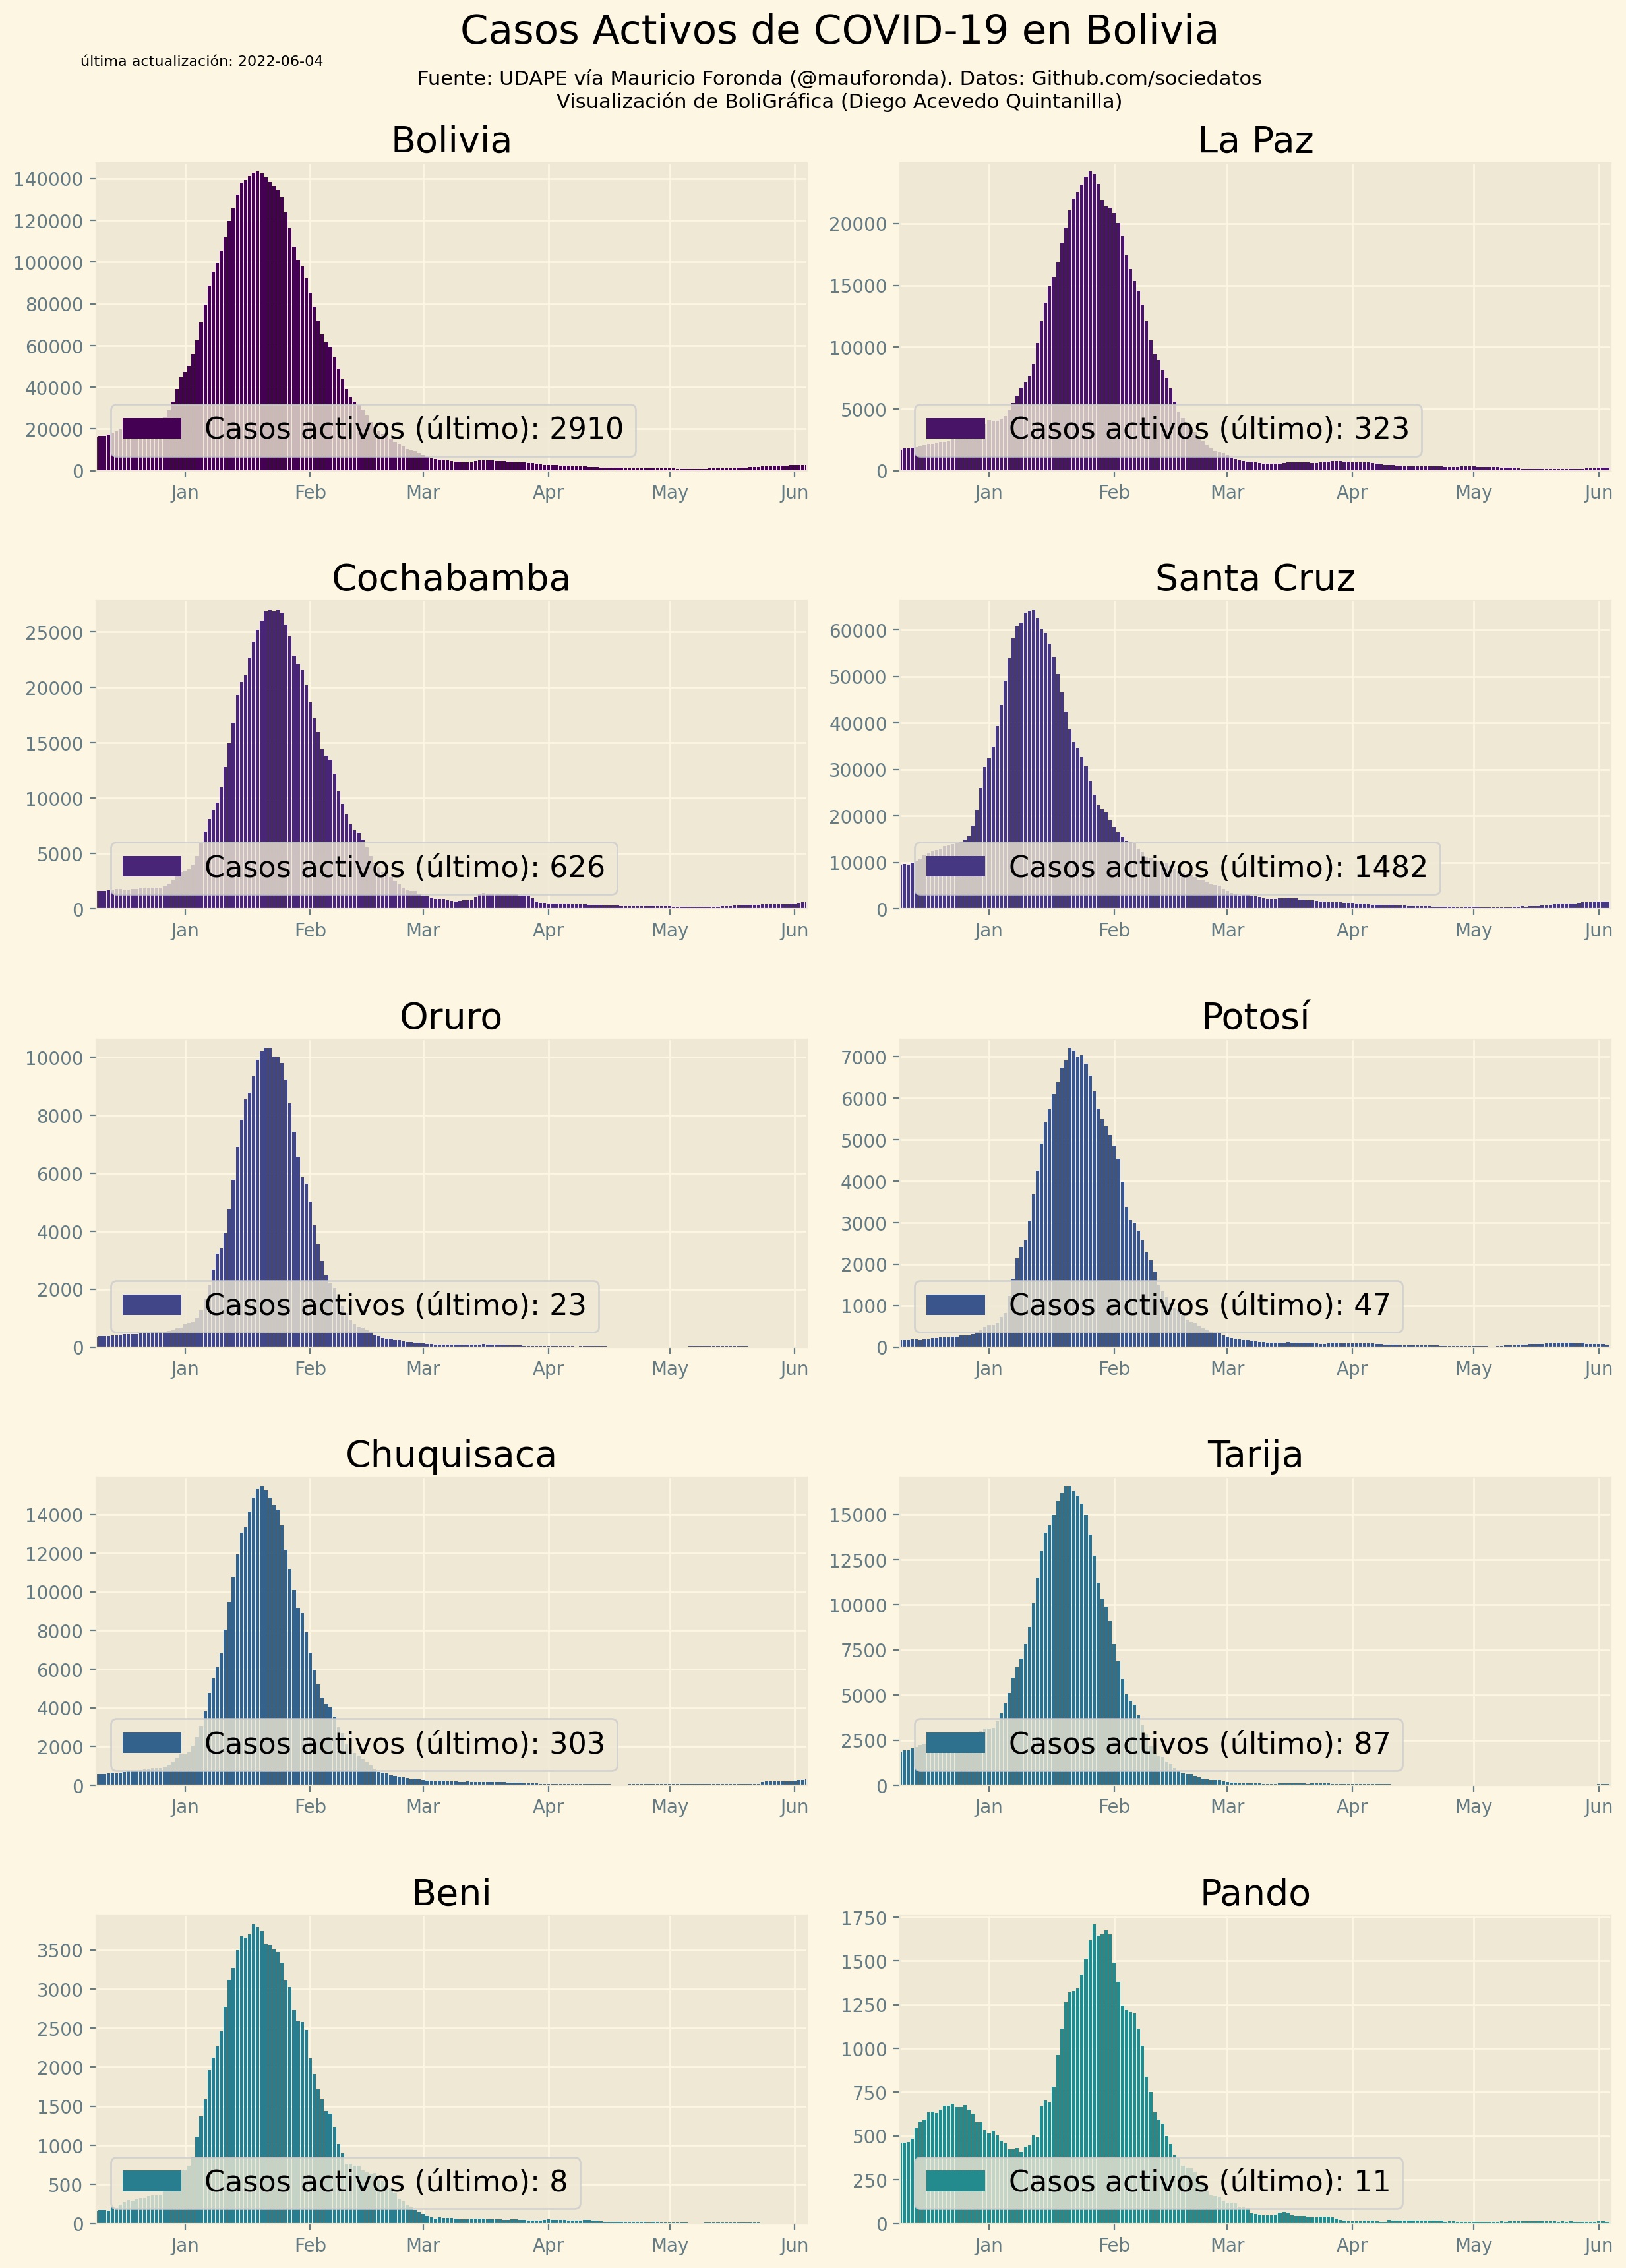 Casos Activos de COVID-19 en Bolivia
última actualización: 2022-06-04
Fuente: UDAPE vía Mauricio Foronda (@mauforonda). Datos: Github.com/sociedatos
Visualización de BoliGráfica (Diego Acevedo Quintanilla)
Bolivia
140000
120000
100000
80000
60000
40000
20000
0
Casos activos (último): 2910
Jan Feb Mar Apr May Jun
La Paz
20000
15000
10000
5000
0
Casos activos (último): 323
Jan Feb Mar Apr May Jun
Cochabamba
25000
20000
15000
10000
5000
0
Casos activos (último): 626
Jan Feb Mar Apr May Jun
Santa Cruz
60000
50000
40000
30000
20000
10000
0
Casos activos (último): 1482
Jan Feb Mar Apr May Jun
Oruro
10000
8000
6000
4000
2000
0
Casos activos (último): 23
Jan Feb Mar Apr May Jun
Potosí
7000
6000
5000
4000
3000
2000
1000
0
Casos activos (último): 47
Jan Feb Mar Apr May Jun
Chuquisaca
14000
12000
10000
8000
6000
4000
2000
0
Casos activos (último): 303
Jan Feb Mar Apr May Jun
Tarija
15000
12500
10000
7500
5000
2500
0
Casos activos (último): 87
Jan Feb Mar Apr May Jun
Beni
3500
3000
2500
2000
1500
1000
500
0
Casos activos (último): 8
Jan Feb Mar Apr May Jun
Pando
1750
1500
1250
1000
750
500
250
0
Casos activos (último): 11
Jan Feb Mar Apr May Jun